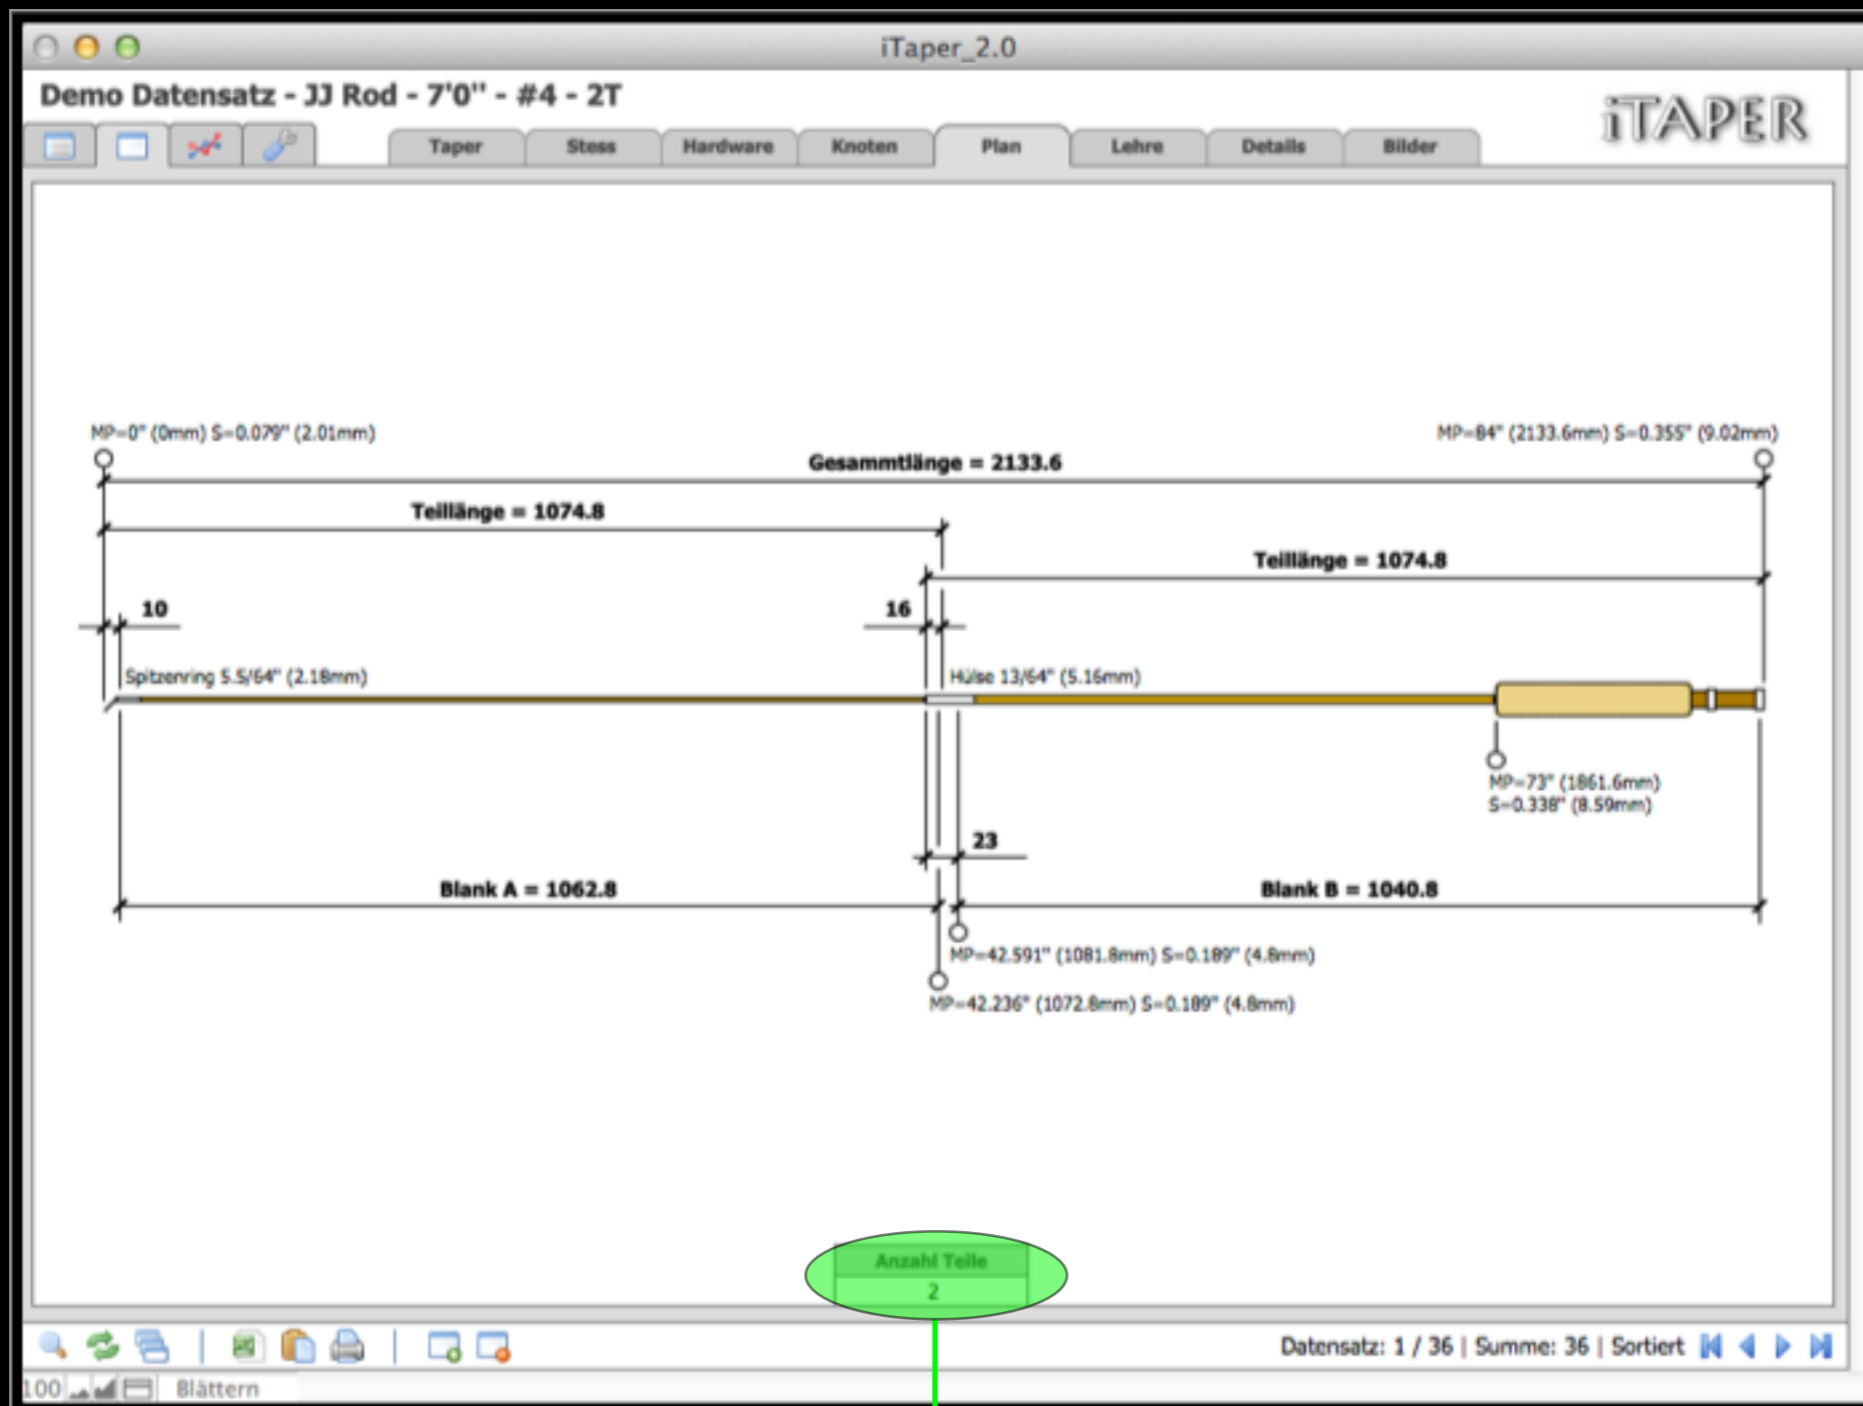 iTaper_2.0
Demo Datensatz - JJ Rod - 7'0'' - #4 - 2T
iTAPER
Taper Stess Hardware Knoten Plan Lehre Details Bilder
MP=0" (0mm) S=0.079" (2.01mm)
MP=84" (2133.6mm) S=0.355" (9.02mm)
Gesammtlänge = 2133.6
Teillänge = 1074.8
Teillänge = 1074.8
10
16
Spitzenring 5.5/64" (2.18mm)
Hülse 13/64" (5.16mm)
MP=73" (1861.6mm)
S=0.338" (8.59mm)
23
Blank A = 1062.8
Blank B = 1040.8
MP=42.591" (1081.8mm) S=0.189" (4.8mm)
MP=42.236" (1072.8mm) S=0.189" (4.8mm)
Anzahl Teile
2
Datensatz: 1 / 36 | Summe: 36 | Sortiert
100 Blättern